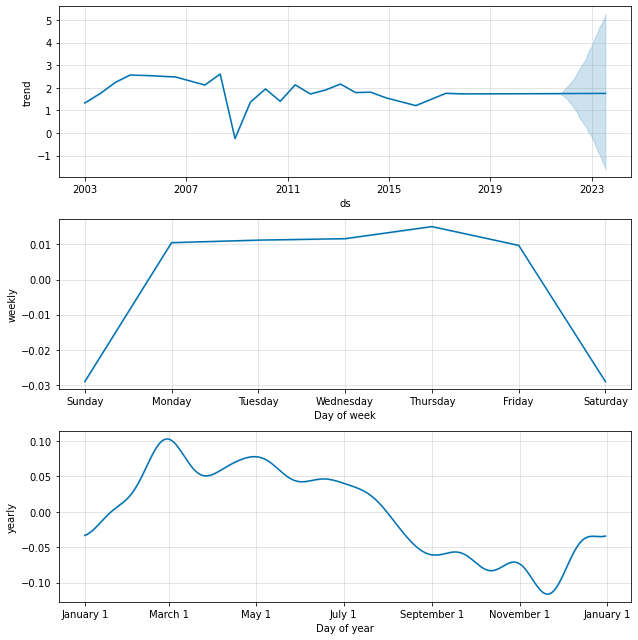 5
4
3
2
1
0
−1
trend
2003 2007 2011 2015 2019 2023
ds
0.01
0.00
−0.01
−0.02
−0.03
weekly
Sunday Monday Tuesday Wednesday Thursday Friday Saturday
Day of week
0.10
0.05
0.00
−0.05
−0.10
yearly
January 1 March 1 May 1 July 1 September 1 November 1 January 1
Day of year